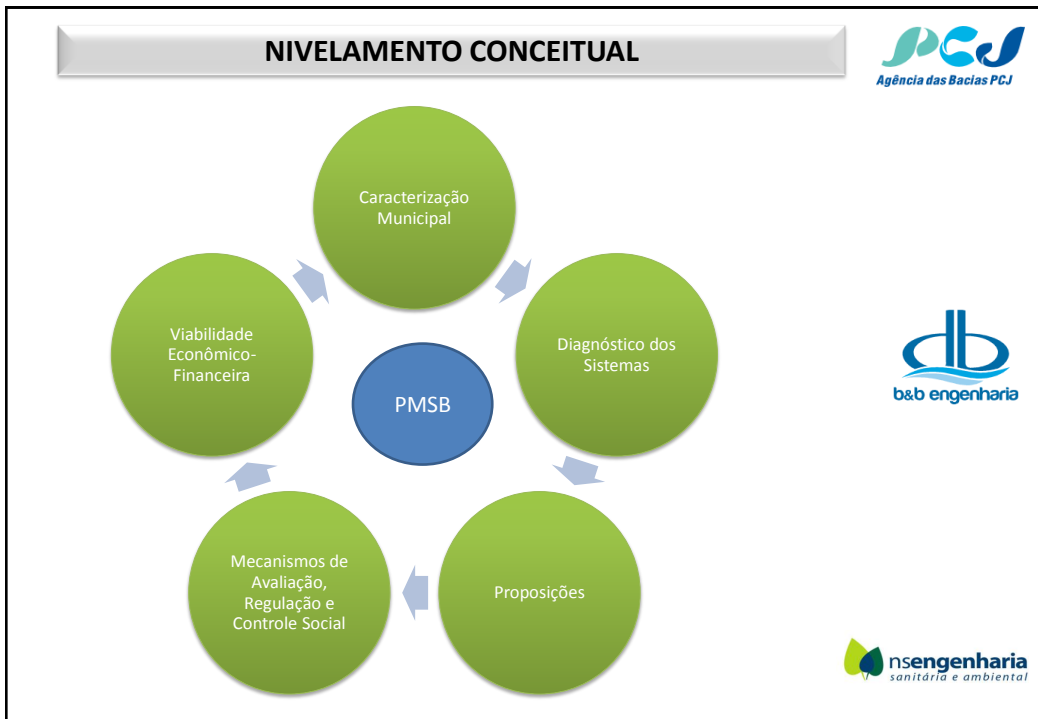 NIVELAMENTO CONCEITUAL
PCJ
Agência das Bacias PCJ
Caracterização
Municipal
Viabilidade
Econômico-
Financeira
Diagnóstico dos
Sistemas
PMSB
b&b engenharia
Mecanismos de
Avaliação,
Regulação e
Controle Social
Proposições
nsengenharia
sanitária e ambiental